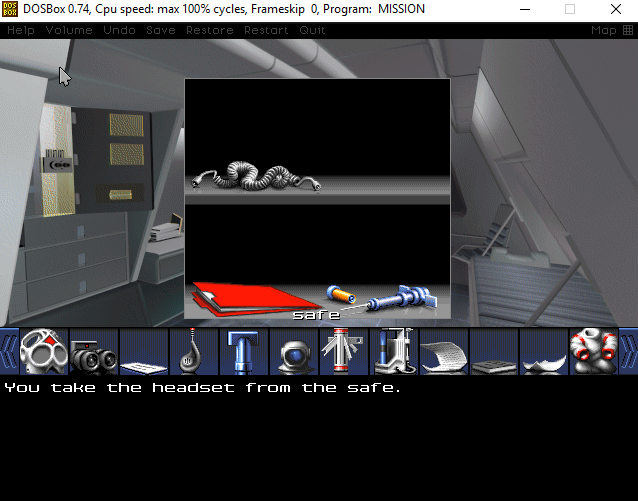 DOSBox 0.74, Cpu speed: max 100% cycles, Frameskip 0, Program: MISSION
Help Volume Undo Save Restore Restart Quit Map
safe
You take the headset from the safe.